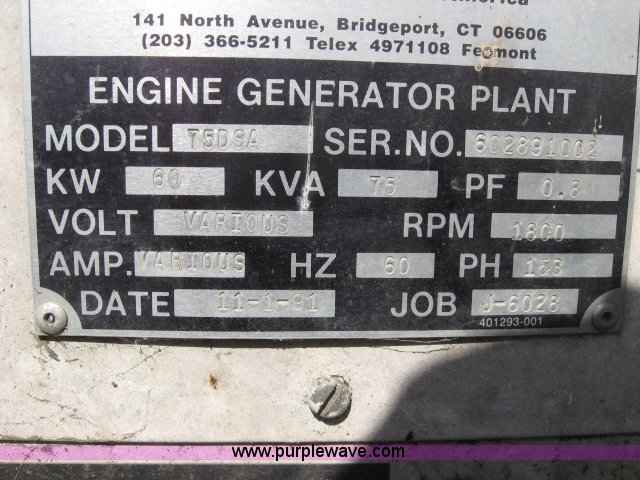 141 North Avenue, Bridgeport, CT 06606
(203) 366-5211 Telex 4971108 Fermont
ENGINE GENERATOR PLANT
MODEL 75DSA SER.NO. 602891002
KW 60 KVA 75 PF 0.8
VOLT VARIOUS RPM 1800
AMP. VARIOUS HZ 60 PH 1&3
DATE 11-1-91 JOB J-6028
401293-001
www.purplewave.com